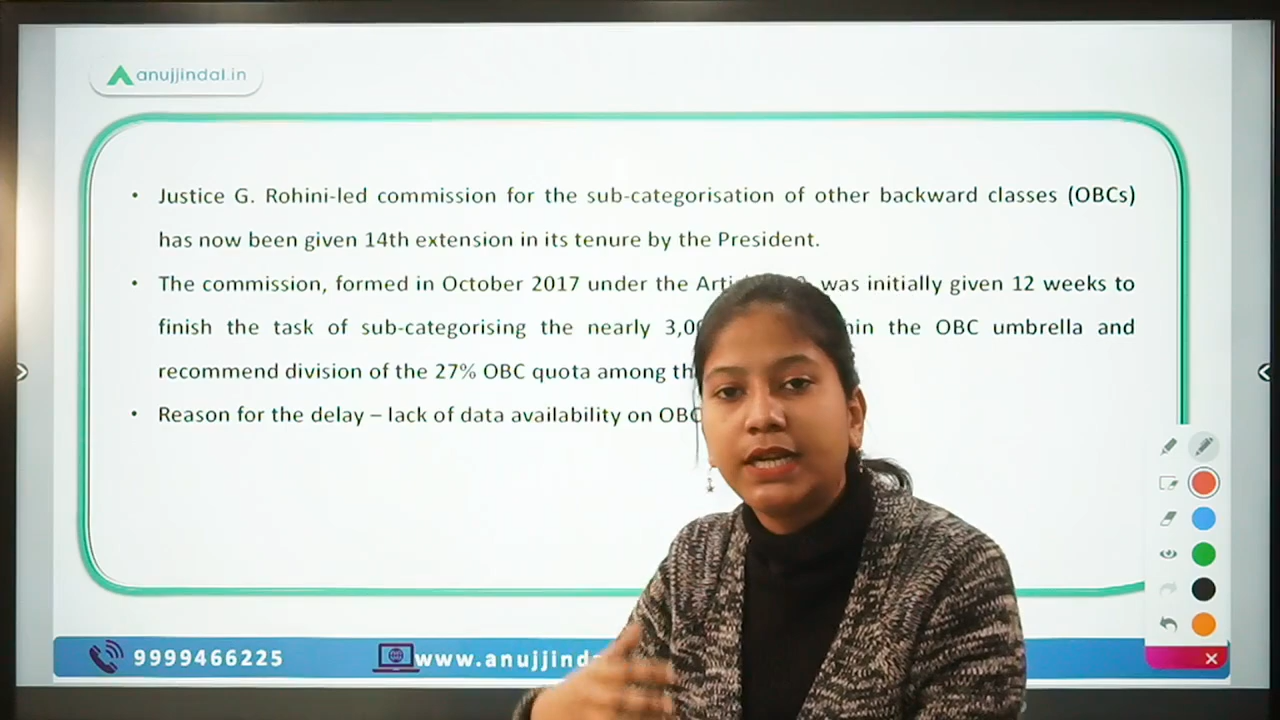 anujjindal.in
• Justice G. Rohini-led commission for the sub-categorisation of other backward classes (OBCs)
has now been given 14th extension in its tenure by the President.
• The commission, formed in October 2017 under the was initially given 12 weeks to
finish the task of sub-categorising the nearly the OBC umbrella and
recommend division of the 27% OBC quota among
• Reason for the delay – lack of data availability on
9999466225